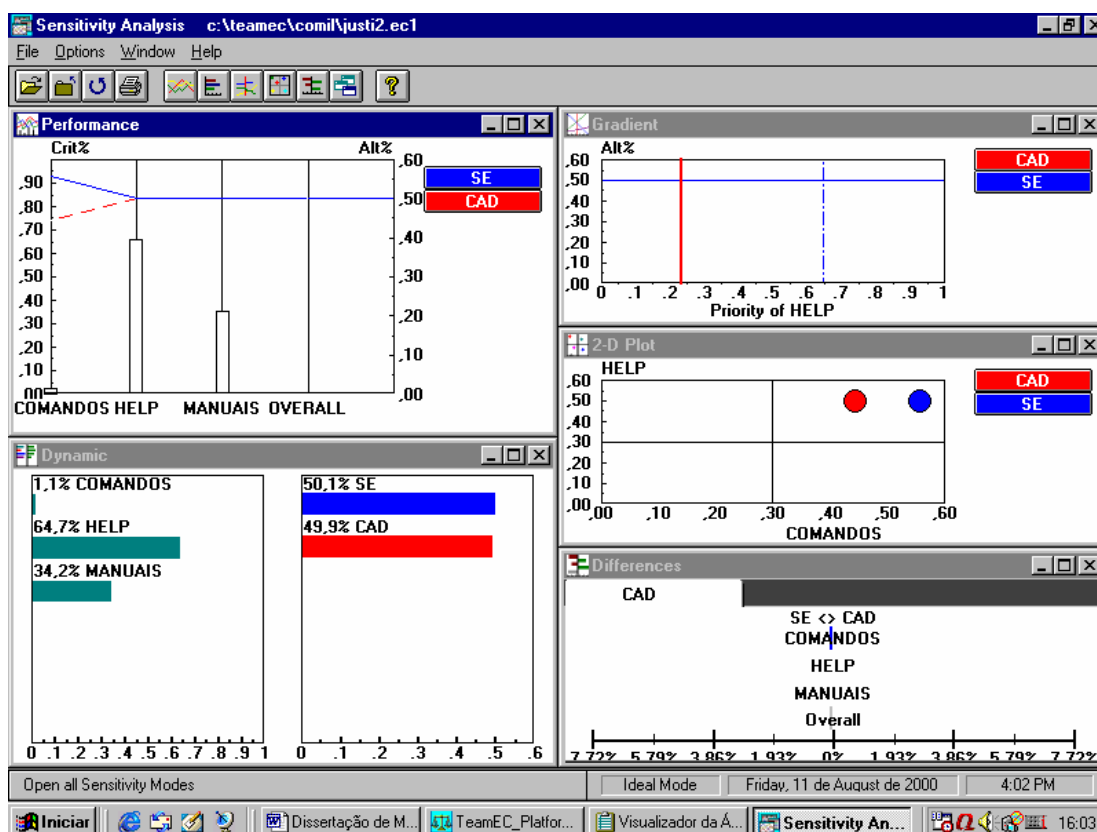 Sensitivity Analysis c:\teamec\comil\justi2.ec1
File Options Window Help
Performance
Crit% Alt%
,90
,80
,70
,60
,50
,40
,30
,20
,10
,00
,60
,50
,40
,30
,20
,10
,00
SE
CAD
COMANDOS HELP MANUAIS OVERALL
Gradient
Alt%
,60
,50
,40
,30
,20
,10
,00
0 .1 .2 .3 .4 .5 .6 .7 .8 .9 1
Priority of HELP
CAD
SE
2-D Plot
HELP
,60
,50
,40
,30
,20
,10
,00
,00 ,10 ,20 ,30 ,40 ,50 ,60
COMANDOS
CAD
SE
Dynamic
1,1% COMANDOS
64,7% HELP
34,2% MANUAIS
0 .1 .2 .3 .4 .5 .6 .7 .8 .9 1
50,1% SE
49,9% CAD
0 .1 .2 .3 .4 .5 .6
Differences
CAD
SE <> CAD
COMANDOS
HELP
MANUAIS
Overall
7.72% 5.79% 3.86% 1.93% 0% 1.93% 3.86% 5.79% 7.72%
Open all Sensitivity Modes Ideal Mode Friday, 11 de August de 2000 4:02 PM
Iniciar Dissertação de M... TeamEC_Platfor... Visualizador da Á... Sensitivity An... 16:03